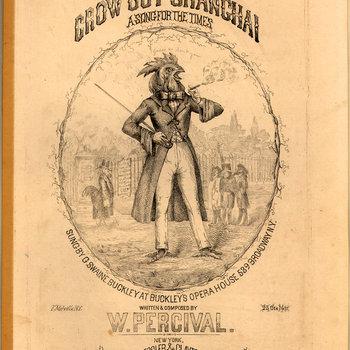 CROW OUT SHANGHAI
A SONG FOR THE TIMES
SUNG BY G. SWAINE BUCKLEY AT BUCKLEY'S OPERA HOUSE 539 BROADWAY N.Y.
WRITTEN & COMPOSED BY
W. PERCIVAL.
NEW YORK,